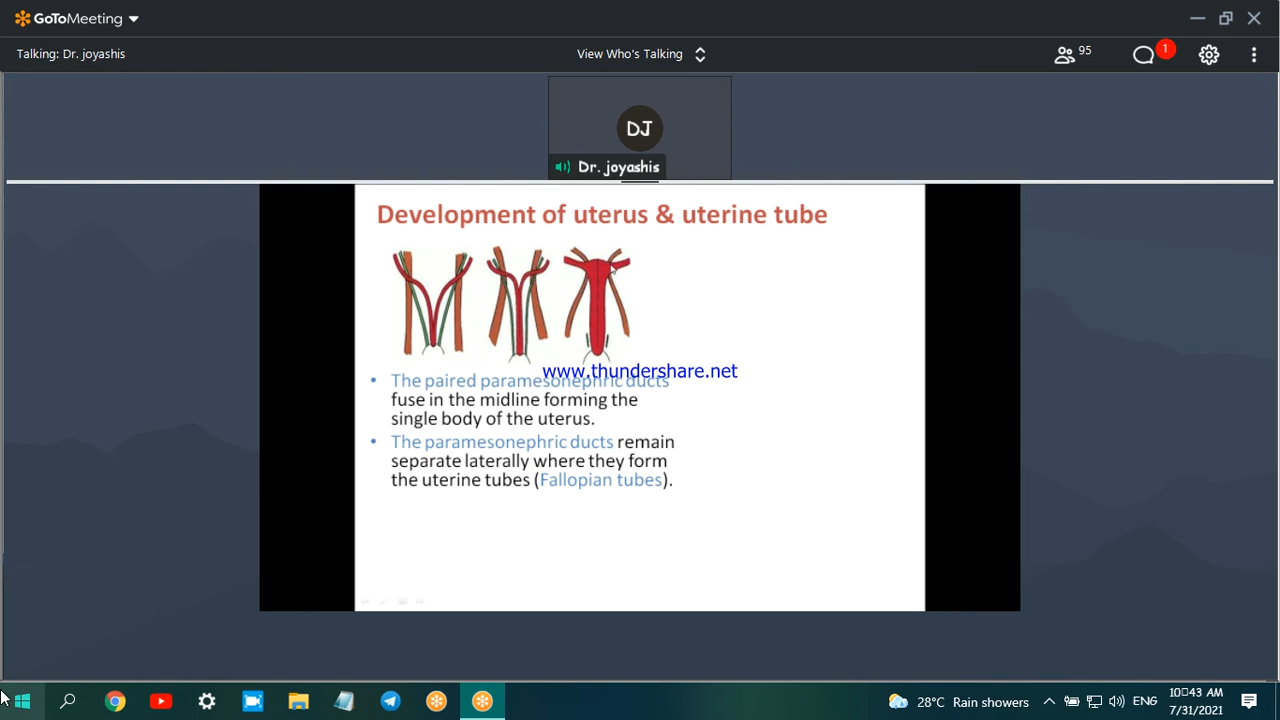 GoToMeeting
Talking: Dr. joyashis
View Who's Talking
95
1
DJ
Dr. joyashis
Development of uterus & uterine tube
www.thundershare.net
• The paired paramesonephric ducts
fuse in the midline forming the
single body of the uterus.
• The paramesonephric ducts remain
separate laterally where they form
the uterine tubes (Fallopian tubes).
28°C Rain showers
ENG
10:43 AM
7/31/2021